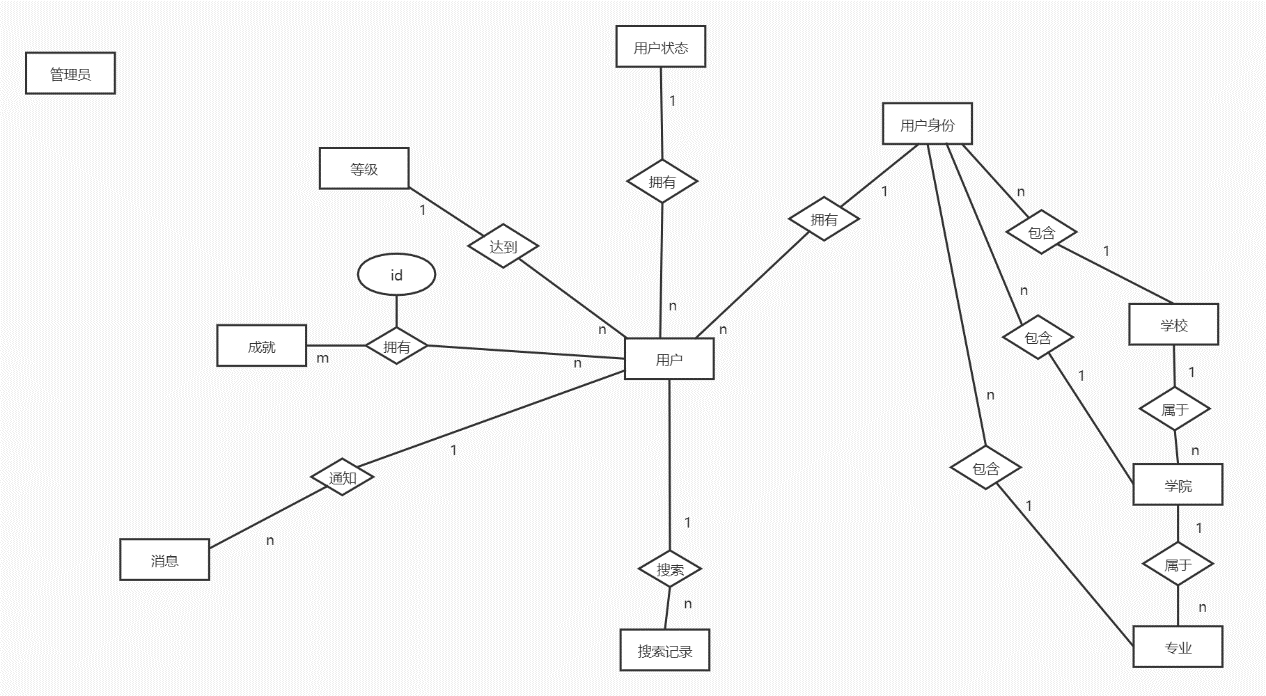 用户状态
管理员
1
用户身份
等级
拥有
1
n
1
拥有
包含
达到
1
id
n
n
学校
n
n
包含
成就
拥有
m
n
用户
1
1
属于
n
1
n
包含
通知
学院
1
1
1
n
消息
搜索
属于
n
n
搜索记录
专业